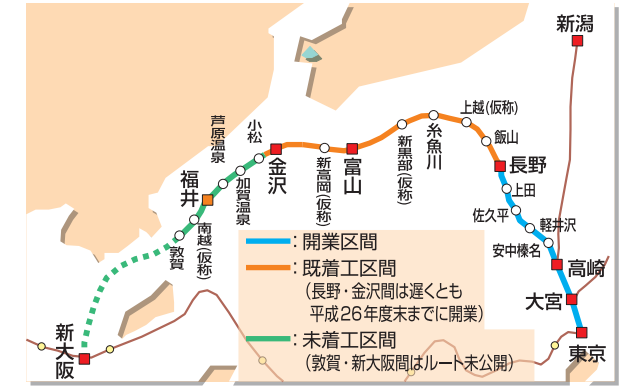 新潟
上越(仮称)
飯山
糸魚川
新黒部(仮称)
長野
富山
新高岡(仮称)
金沢
小松
芦原温泉
加賀温泉
福井
南越(仮称)
敦賀
上田
佐久平
軽井沢
安中榛名
高崎
大宮
東京
新大阪
：開業区間
：既着工区間
(長野・金沢間は遅くとも
平成26年度末までに開業)
：未着工区間
(敦賀・新大阪間はルート未公開)